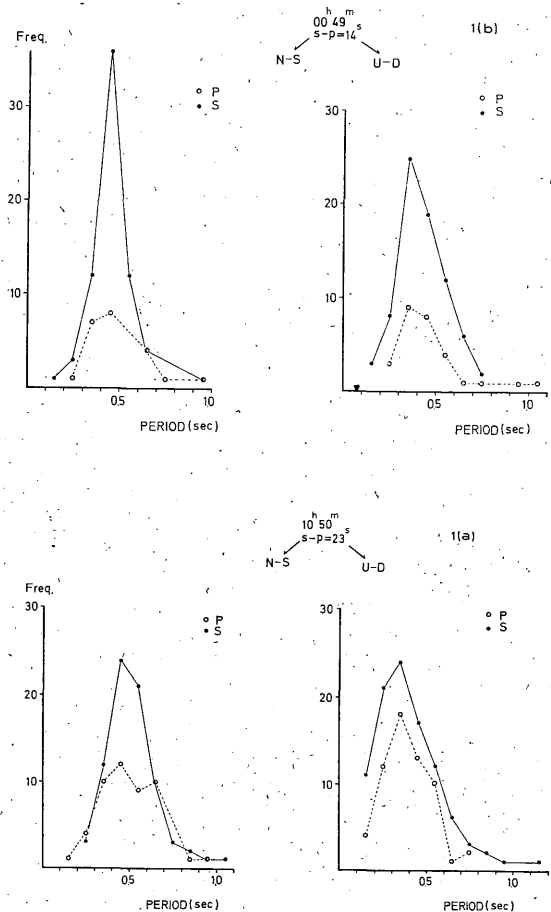 Freq.
h m
00 49
s-p=14s
1(b)
N-S
U-D
P
S
P
S
30
20
10
30
20
10
0.5
1.0
PERIOD(sec)
0.5
1.0
PERIOD(sec)
h m
10 50
s-p=23s
1(a)
N-S
U-D
Freq.
P
S
P
S
30
20
10
30
20
10
0.5
1.0
PERIOD(sec)
0.5
1.0
PERIOD(sec)